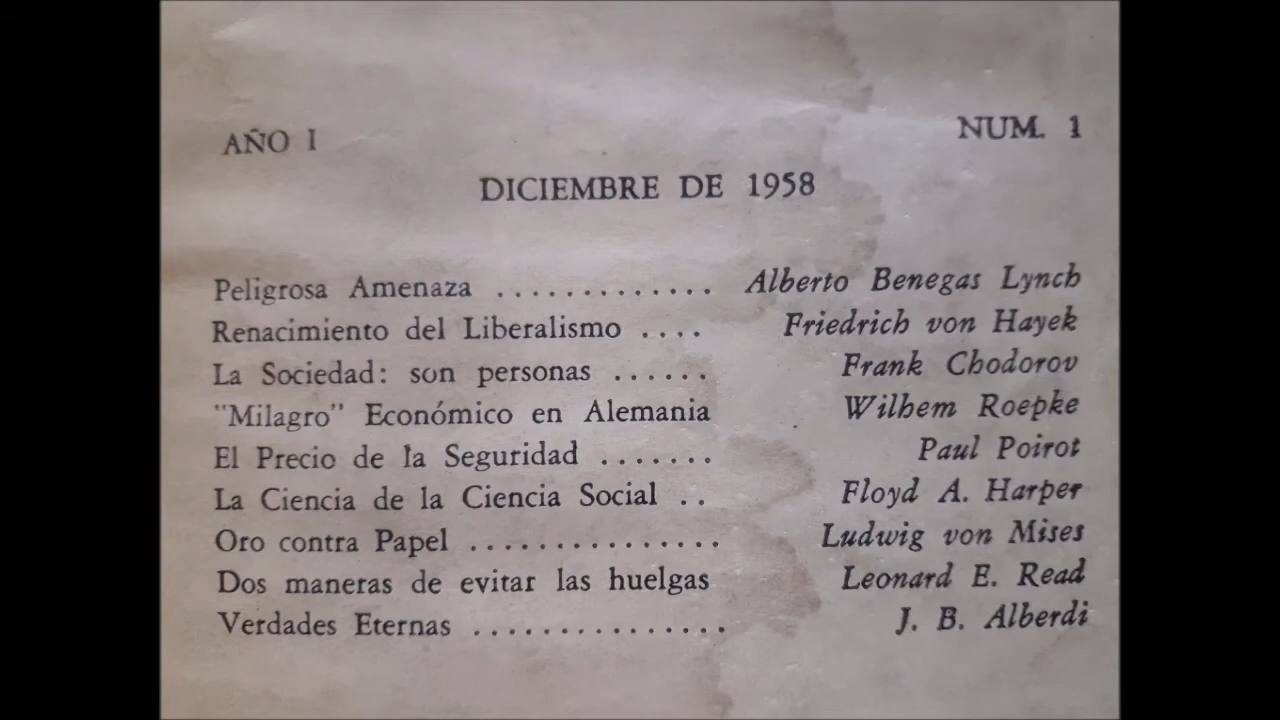 AÑO I NUM. 1
DICIEMBRE DE 1958
Peligrosa Amenaza ............. Alberto Benegas Lynch
Renacimiento del Liberalismo .... Friedrich von Hayek
La Sociedad: son personas ...... Frank Chodorov
"Milagro" Económico en Alemania Wilhem Roepke
El Precio de la Seguridad ....... Paul Poirot
La Ciencia de la Ciencia Social .. Floyd A. Harper
Oro contra Papel ............... Ludwig von Mises
Dos maneras de evitar las huelgas Leonard E. Read
Verdades Eternas ............... J. B. Alberdi